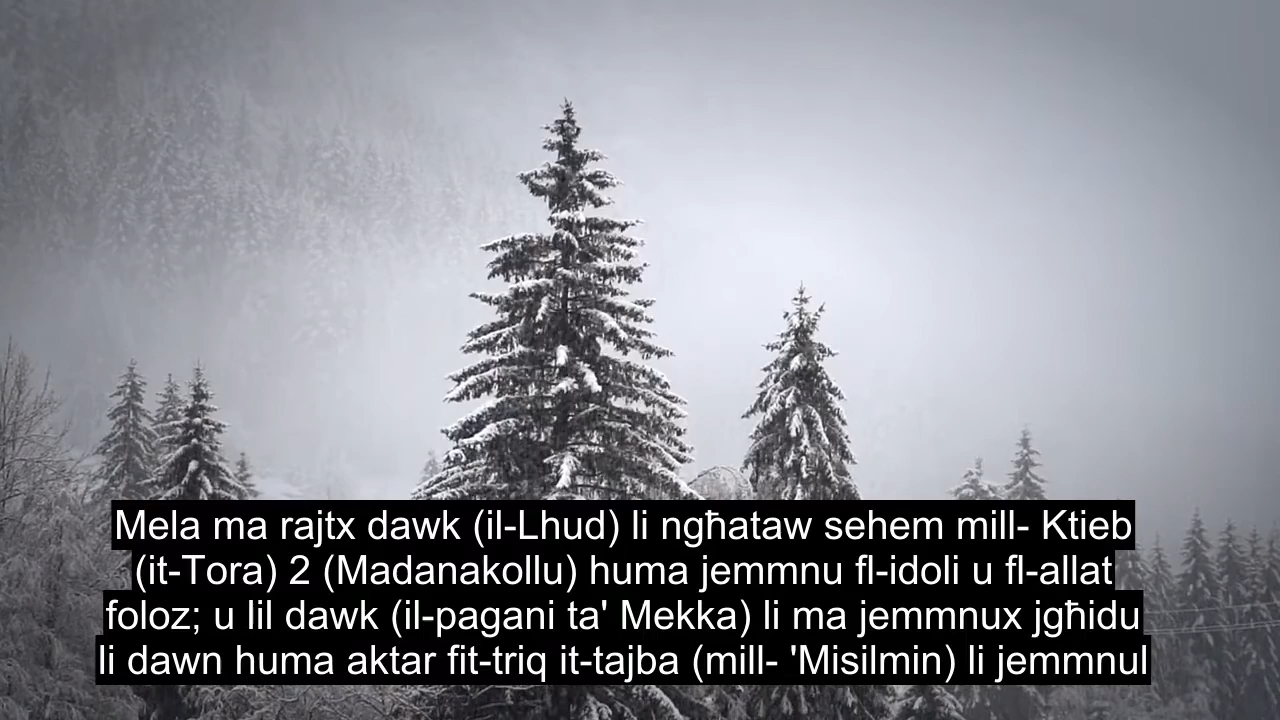 Mela ma rajtx dawk (il-Lhud) li ngħataw sehem mill- Ktieb
(it-Tora) 2 (Madanakollu) huma jemmnu fl-idoli u fl-allat
foloz; u lil dawk (il-pagani ta' Mekka) li ma jemmnux jgħidu
li dawn huma aktar fit-triq it-tajba (mill- 'Misilmin) li jemmnul